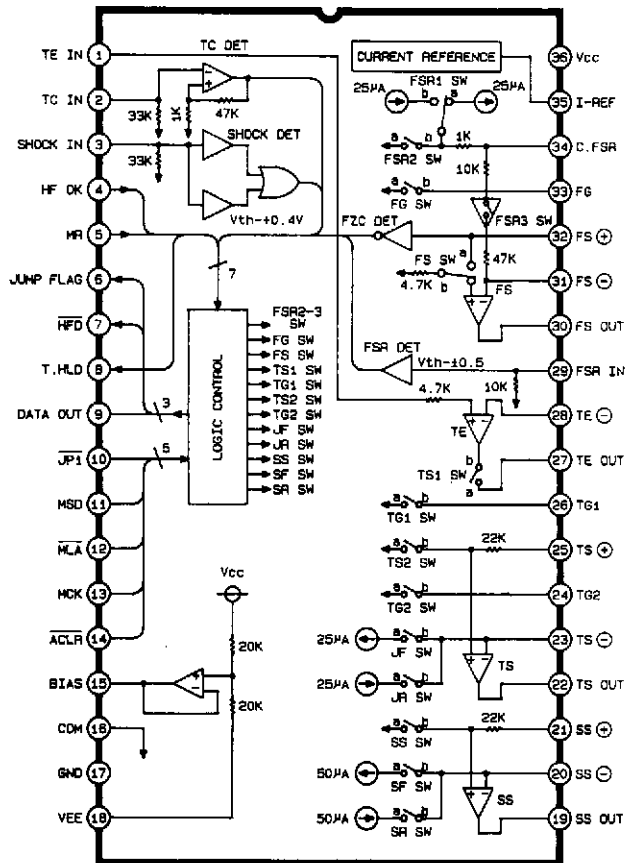 TE IN 1
TC IN 2
SHOCK IN 3
HF OK 4
MR 5
JUMP FLAG 6
HFD 7
T.HLD 8
DATA OUT 9
JP1 10
MSD 11
MLA 12
MCK 13
ACLR 14
BIAS 15
COM 16
GND 17
VEE 18
TC DET
33K
1K
47K
SHOCK DET
33K
Vth-±0.4V
7
3
5
LOGIC CONTROL
FSR2-3
SW
FG SW
FS SW
TS1 SW
TG1 SW
TS2 SW
TG2 SW
JF SW
JR SW
SS SW
SF SW
SR SW
Vcc
20K
20K
CURRENT REFERENCE
FSR1 SW
25µA
b a
25µA
a b
1K
FSR2 SW
10K
a b
FG SW
FSR3 SW
FZC DET
a
FS SW
47K
4.7K
b
FS
FSR DET
Vth-±0.5
4.7K
10K
TE
b
TS1 SW
a
a b
TG1 SW
a b
22K
TS2 SW
a b
TG2 SW
25µA
a b
JF SW
TS
25µA
a b
JR SW
a b
22K
SS SW
50µA
a b
SF SW
SS
50µA
a b
SR SW
36 Vcc
35 I-REF
34 C.FSR
33 FG
32 FS ⊕
31 FS ⊖
30 FS OUT
29 FSR IN
28 TE ⊖
27 TE OUT
26 TG1
25 TS ⊕
24 TG2
23 TS ⊖
22 TS OUT
21 SS ⊕
20 SS ⊖
19 SS OUT